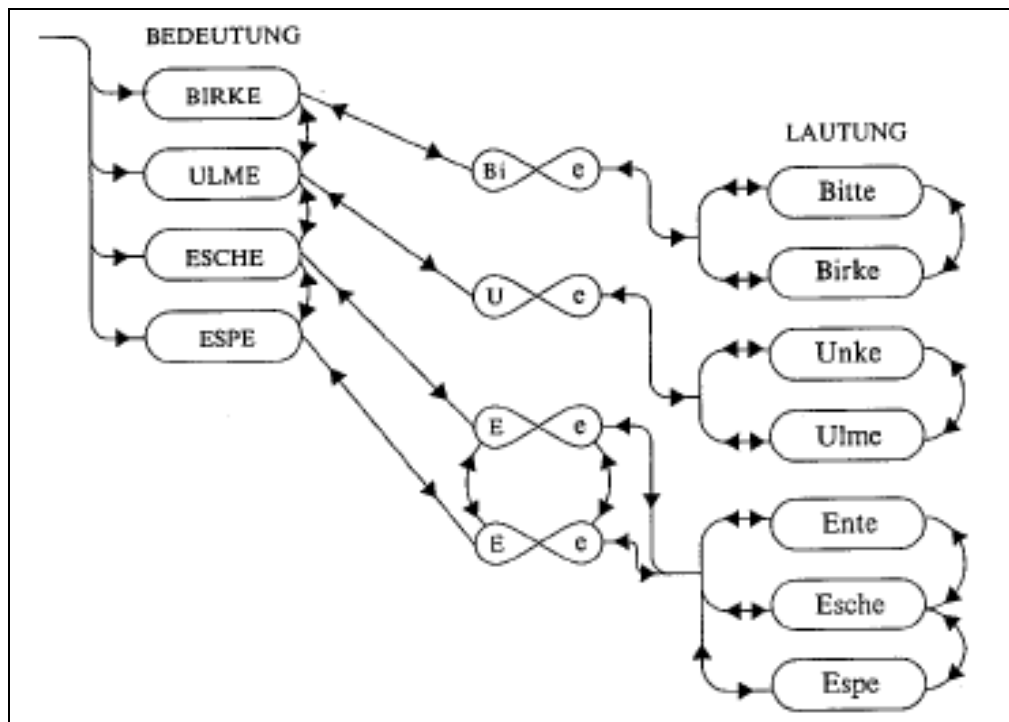 BEDEUTUNG
BIRKE
ULME
ESCHE
ESPE
Bi e
U e
E e
E e
LAUTUNG
Bitte
Birke
Unke
Ulme
Ente
Esche
Espe